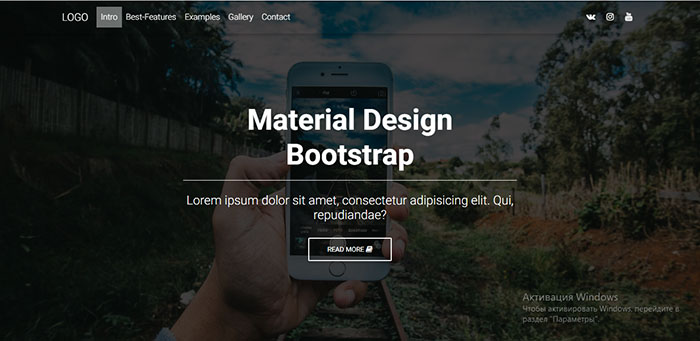 LOGO Intro Best-Features Examples Gallery Contact
Material Design
Bootstrap
Lorem ipsum dolor sit amet, consectetur adipisicing elit. Qui,
repudiandae?
READ MORE
Активация Windows
Чтобы активировать Windows, перейдите в
раздел "Параметры".